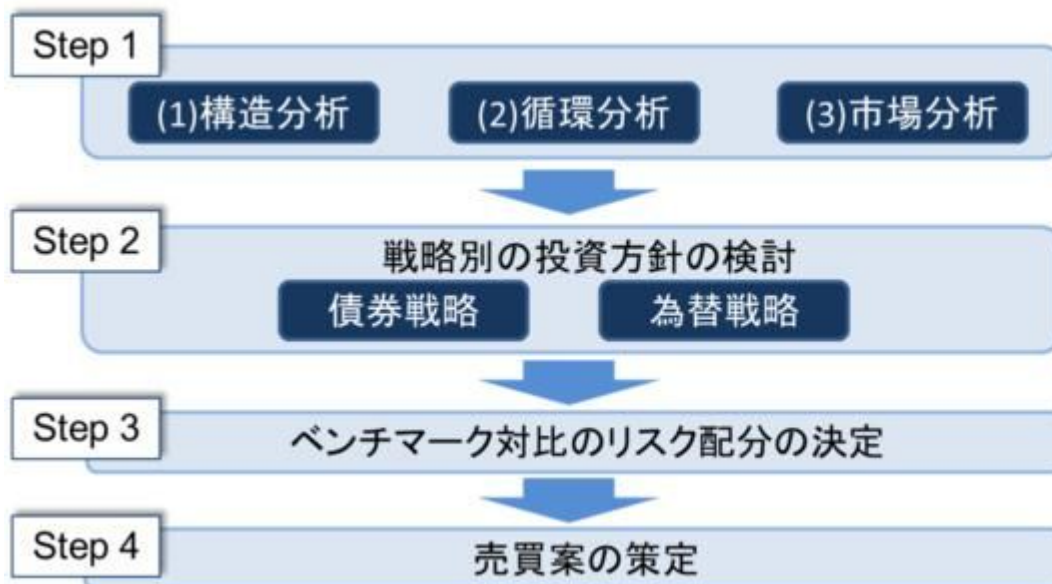 Step 1
(1)構造分析 (2)循環分析 (3)市場分析
Step 2
戦略別の投資方針の検討
債券戦略 為替戦略
Step 3
ベンチマーク対比のリスク配分の決定
Step 4
売買案の策定